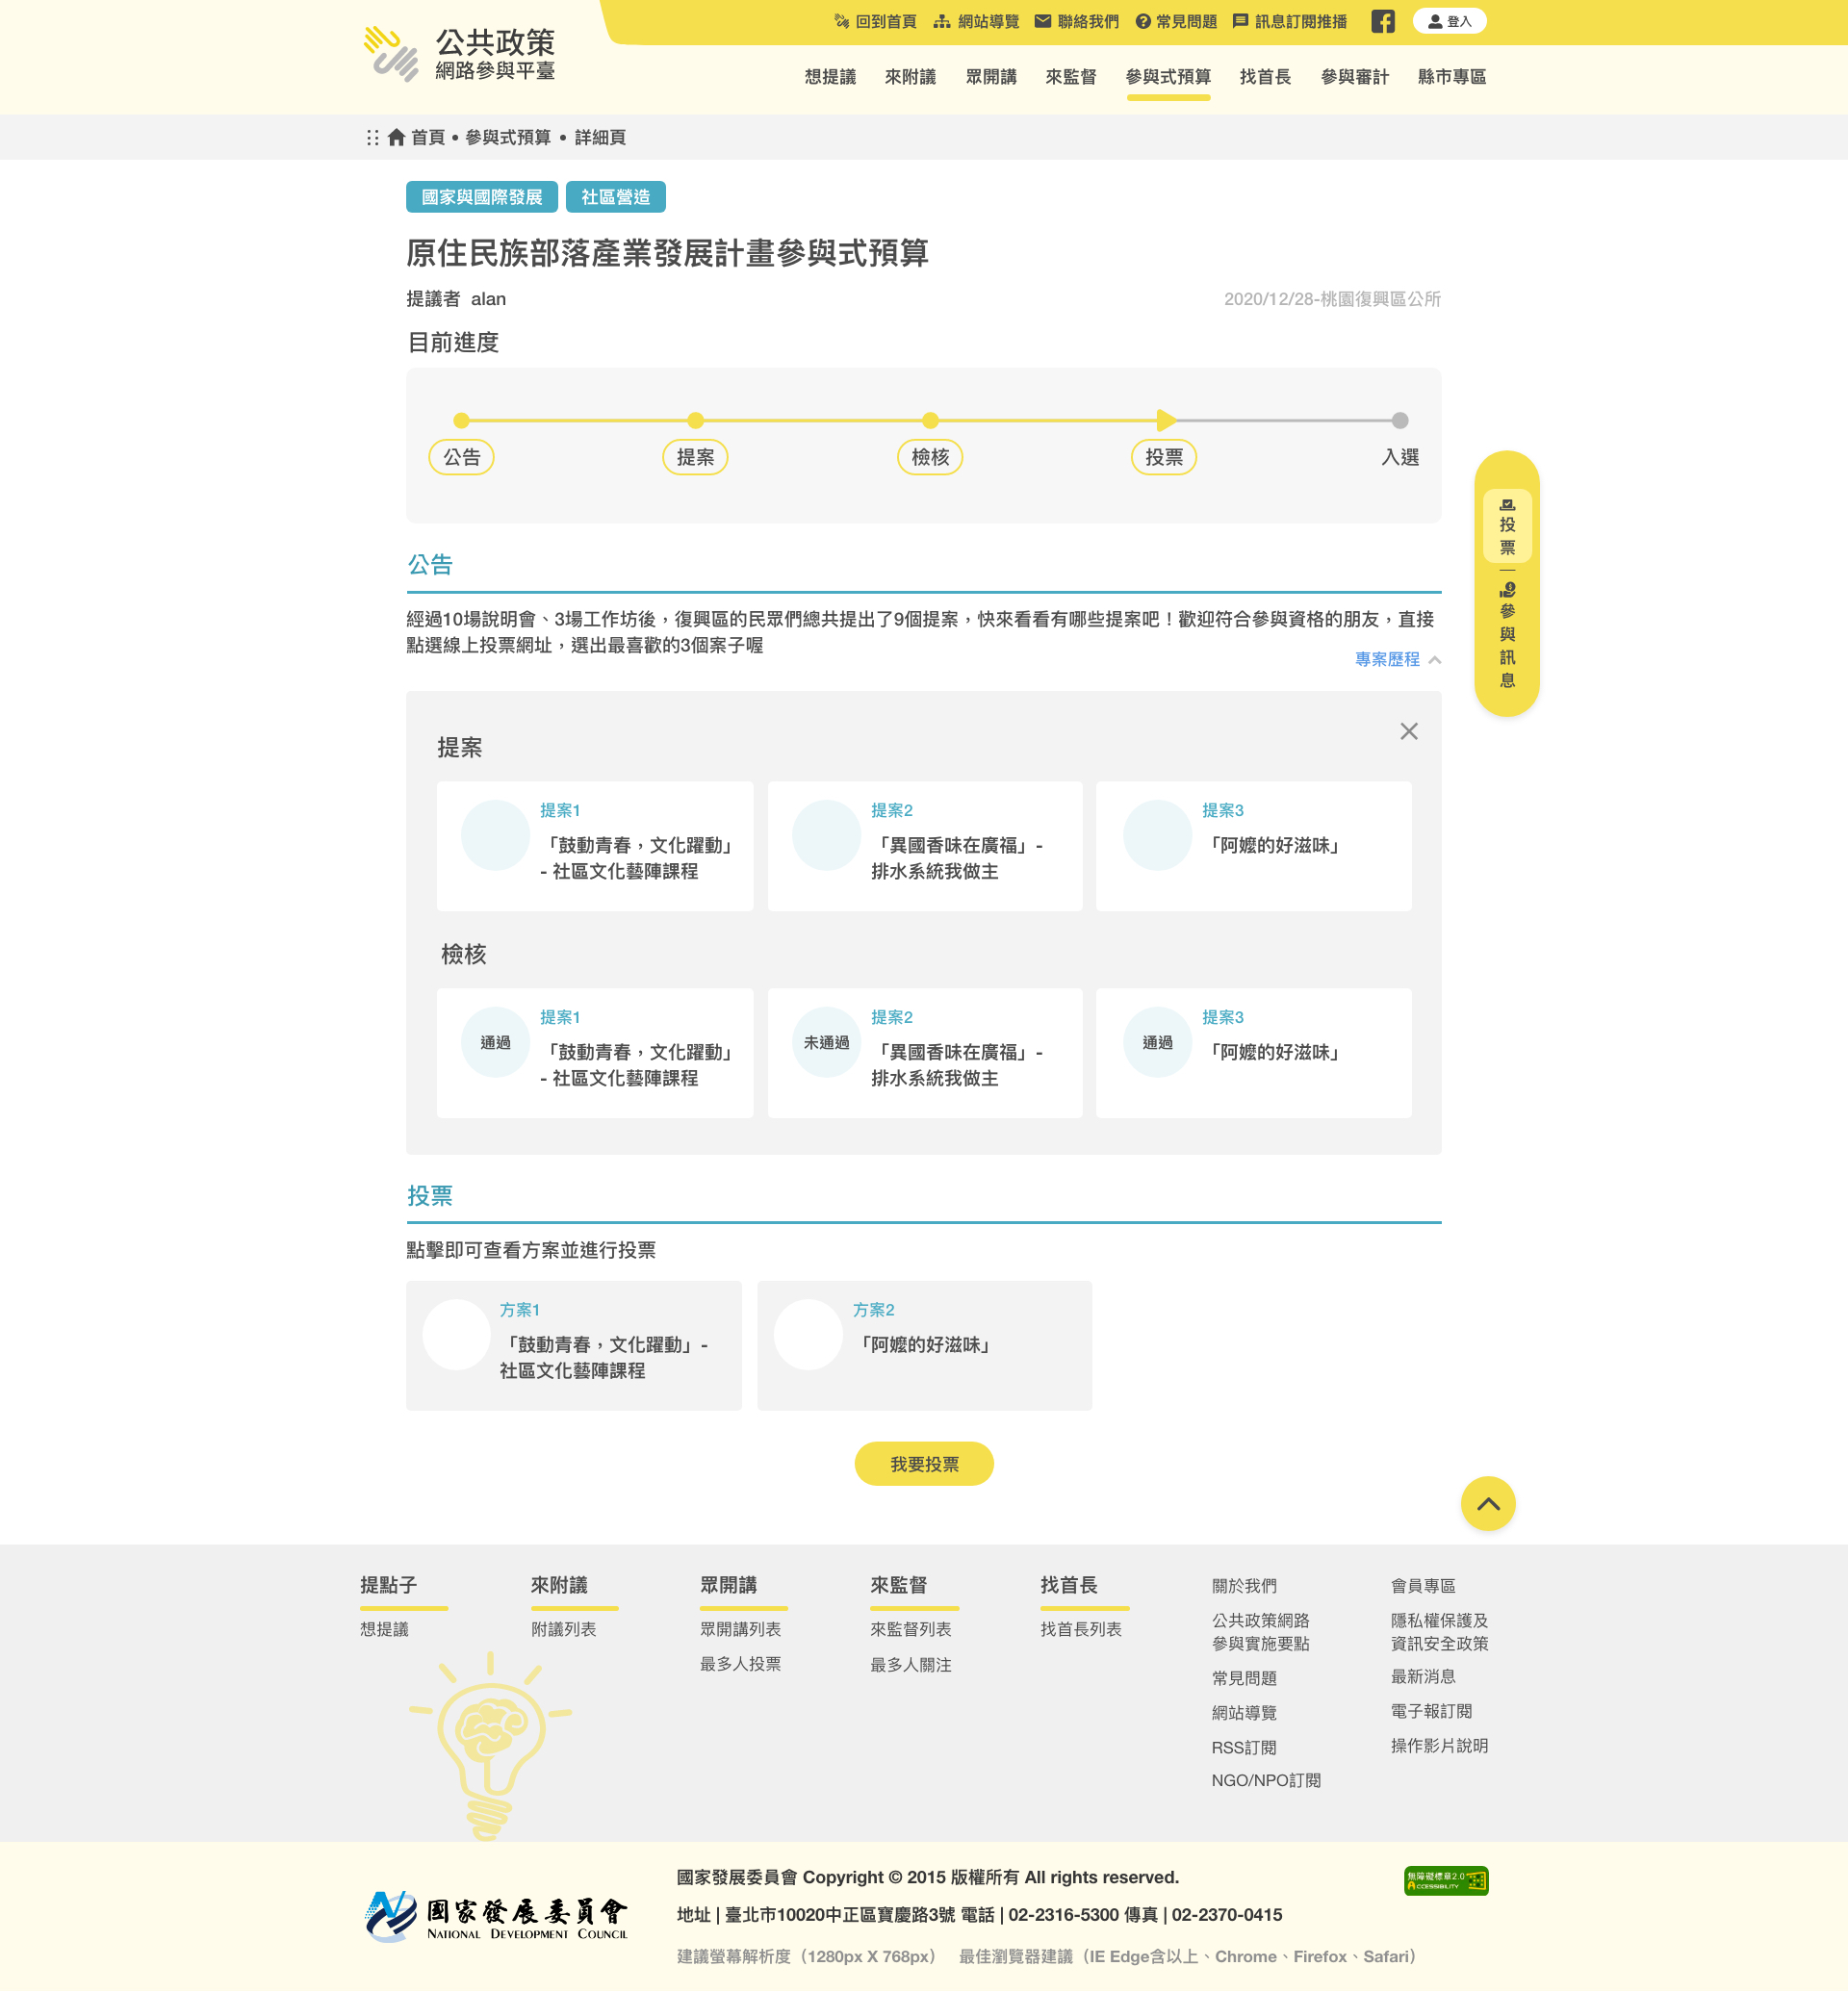 公共政策
網路參與平臺
回到首頁 網站導覽 聯絡我們 常見問題 訊息訂閱推播 登入
想提議 來附議 眾開講 來監督 參與式預算 找首長 參與審計 縣市專區
首頁 • 參與式預算 • 詳細頁
國家與國際發展 社區營造
原住民族部落產業發展計畫參與式預算
提議者 alan
2020/12/28-桃園復興區公所
目前進度
公告 提案 檢核 投票 入選
投票
參與訊息
公告
經過10場說明會、3場工作坊後，復興區的民眾們總共提出了9個提案，快來看看有哪些提案吧！歡迎符合參與資格的朋友，直接
點選線上投票網址，選出最喜歡的3個案子喔
專案歷程
提案
提案1
「鼓動青春，文化躍動」
- 社區文化藝陣課程
提案2
「異國香味在廣福」-
排水系統我做主
提案3
「阿嬤的好滋味」
檢核
通過
提案1
「鼓動青春，文化躍動」
- 社區文化藝陣課程
未通過
提案2
「異國香味在廣福」-
排水系統我做主
通過
提案3
「阿嬤的好滋味」
投票
點擊即可查看方案並進行投票
方案1
「鼓動青春，文化躍動」-
社區文化藝陣課程
方案2
「阿嬤的好滋味」
我要投票
提點子
想提議
來附議
附議列表
眾開講
眾開講列表
最多人投票
來監督
來監督列表
最多人關注
找首長
找首長列表
關於我們
公共政策網路
參與實施要點
常見問題
網站導覽
RSS訂閱
NGO/NPO訂閱
會員專區
隱私權保護及
資訊安全政策
最新消息
電子報訂閱
操作影片說明
國家發展委員會
NATIONAL DEVELOPMENT COUNCIL
國家發展委員會 Copyright © 2015 版權所有 All rights reserved.
地址 | 臺北市10020中正區寶慶路3號 電話 | 02-2316-5300 傳真 | 02-2370-0415
建議螢幕解析度（1280px X 768px） 最佳瀏覽器建議（IE Edge含以上、Chrome、Firefox、Safari）
無障礙標章2.0
ACCESSIBILITY